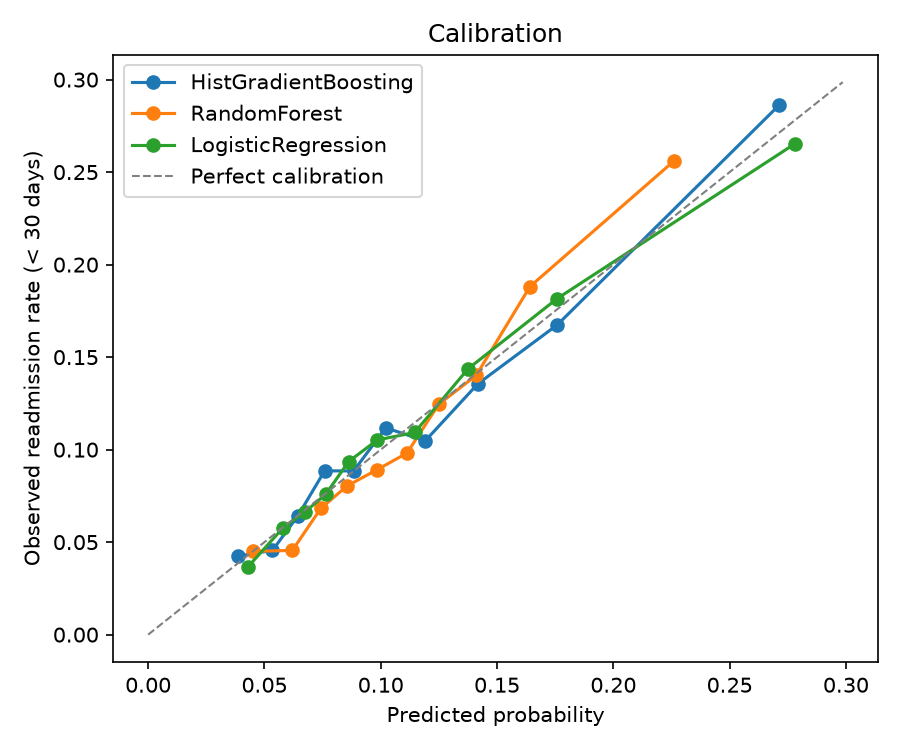 Calibration
HistGradientBoosting
RandomForest
LogisticRegression
Perfect calibration
Observed readmission rate (< 30 days)
0.30
0.25
0.20
0.15
0.10
0.05
0.00
0.00 0.05 0.10 0.15 0.20 0.25 0.30
Predicted probability